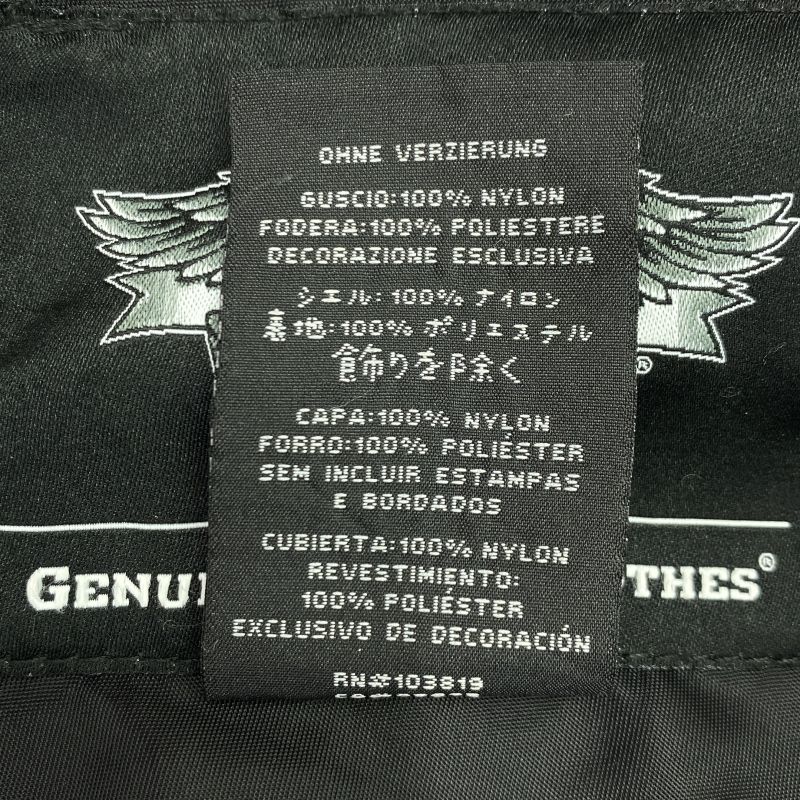 OHNE VERZIERUNG
GUSCIO:100% NYLON
FODERA:100% POLIESTERE
DECORAZIONE ESCLUSIVA
シエル:100% ナイロン
裏地:100% ポリエステル
飾りを除く
CAPA:100% NYLON
FORRO:100% POLIÉSTER
SEM INCLUIR ESTAMPAS
E BORDADOS
CUBIERTA:100% NYLON
REVESTIMIENTO:
100% POLIÉSTER
EXCLUSIVO DE DECORACIÓN
RN#103819
®
GENUI THES®